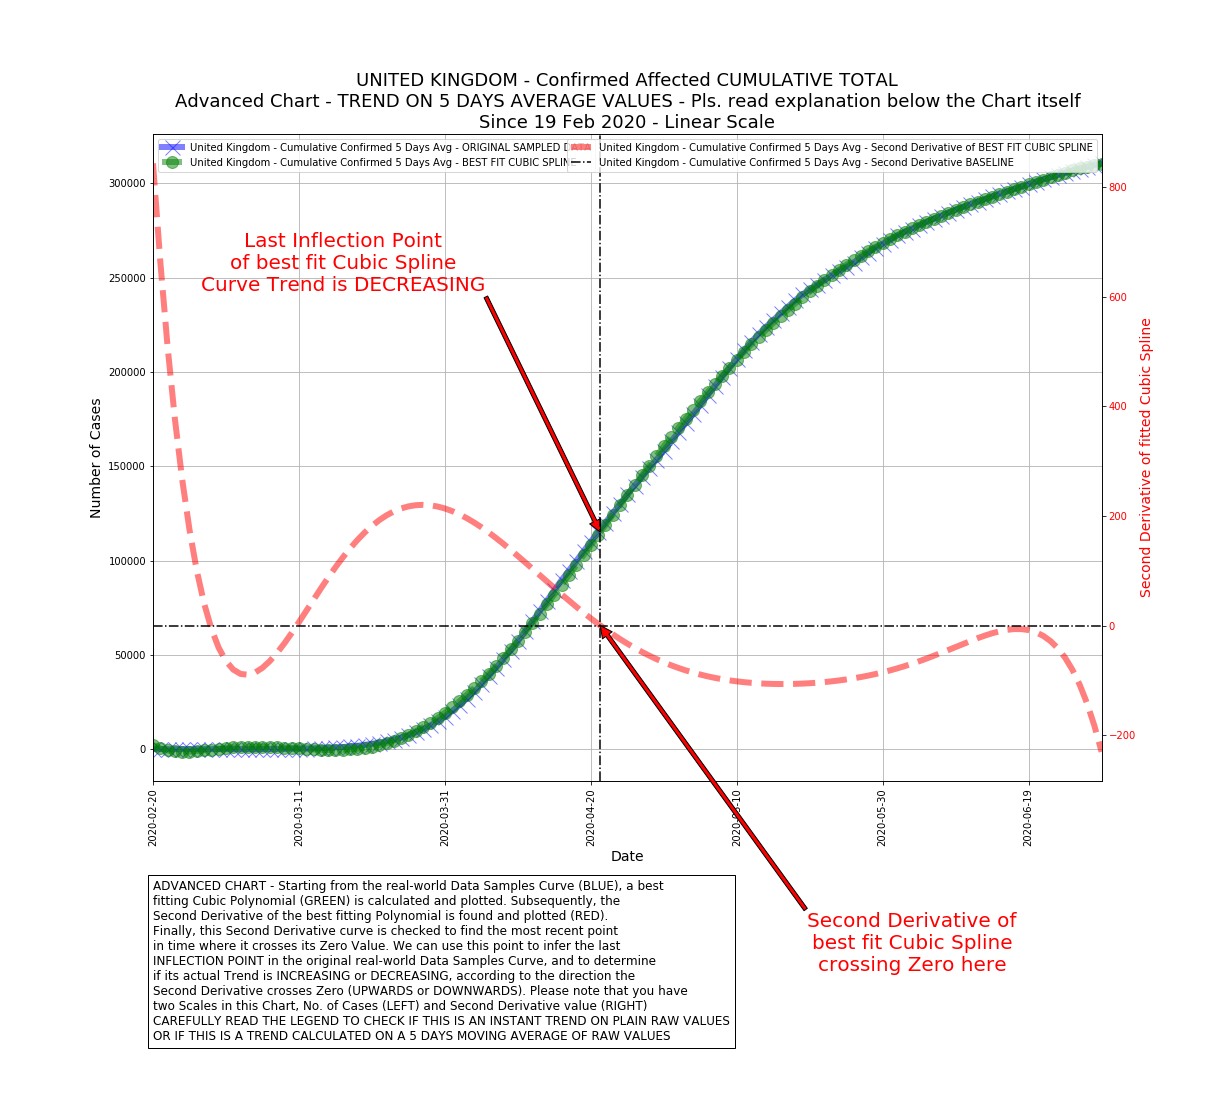 UNITED KINGDOM - Confirmed Affected CUMULATIVE TOTAL
Advanced Chart - TREND ON 5 DAYS AVERAGE VALUES - Pls. read explanation below the Chart itself
Since 19 Feb 2020 - Linear Scale
United Kingdom - Cumulative Confirmed 5 Days Avg - ORIGINAL SAMPLED
United Kingdom - Cumulative Confirmed 5 Days Avg - BEST FIT CUBIC
United Kingdom - Cumulative Confirmed 5 Days Avg - Second Derivative of BEST FIT CUBIC SPLINE
United Kingdom - Cumulative Confirmed 5 Days Avg - Second Derivative BASELINE
Last Inflection Point
of best fit Cubic Spline
Curve Trend is DECREASING
Number of Cases
300000
250000
200000
150000
100000
50000
0
800
600
400
200
0
−200
Second Derivative of fitted Cubic Spline
2020-02-20
2020-03-11
2020-03-31
2020-04-20
2020-05-10
2020-05-30
2020-06-19
Date
Second Derivative of
best fit Cubic Spline
crossing Zero here
ADVANCED CHART - Starting from the real-world Data Samples Curve (BLUE), a best
fitting Cubic Polynomial (GREEN) is calculated and plotted. Subsequently, the
Second Derivative of the best fitting Polynomial is found and plotted (RED).
Finally, this Second Derivative curve is checked to find the most recent point
in time where it crosses its Zero Value. We can use this point to infer the last
INFLECTION POINT in the original real-world Data Samples Curve, and to determine
if its actual Trend is INCREASING or DECREASING, according to the direction the
Second Derivative crosses Zero (UPWARDS or DOWNWARDS). Please note that you have
two Scales in this Chart, No. of Cases (LEFT) and Second Derivative value (RIGHT)
CAREFULLY READ THE LEGEND TO CHECK IF THIS IS AN INSTANT TREND ON PLAIN RAW VALUES
OR IF THIS IS A TREND CALCULATED ON A 5 DAYS MOVING AVERAGE OF RAW VALUES